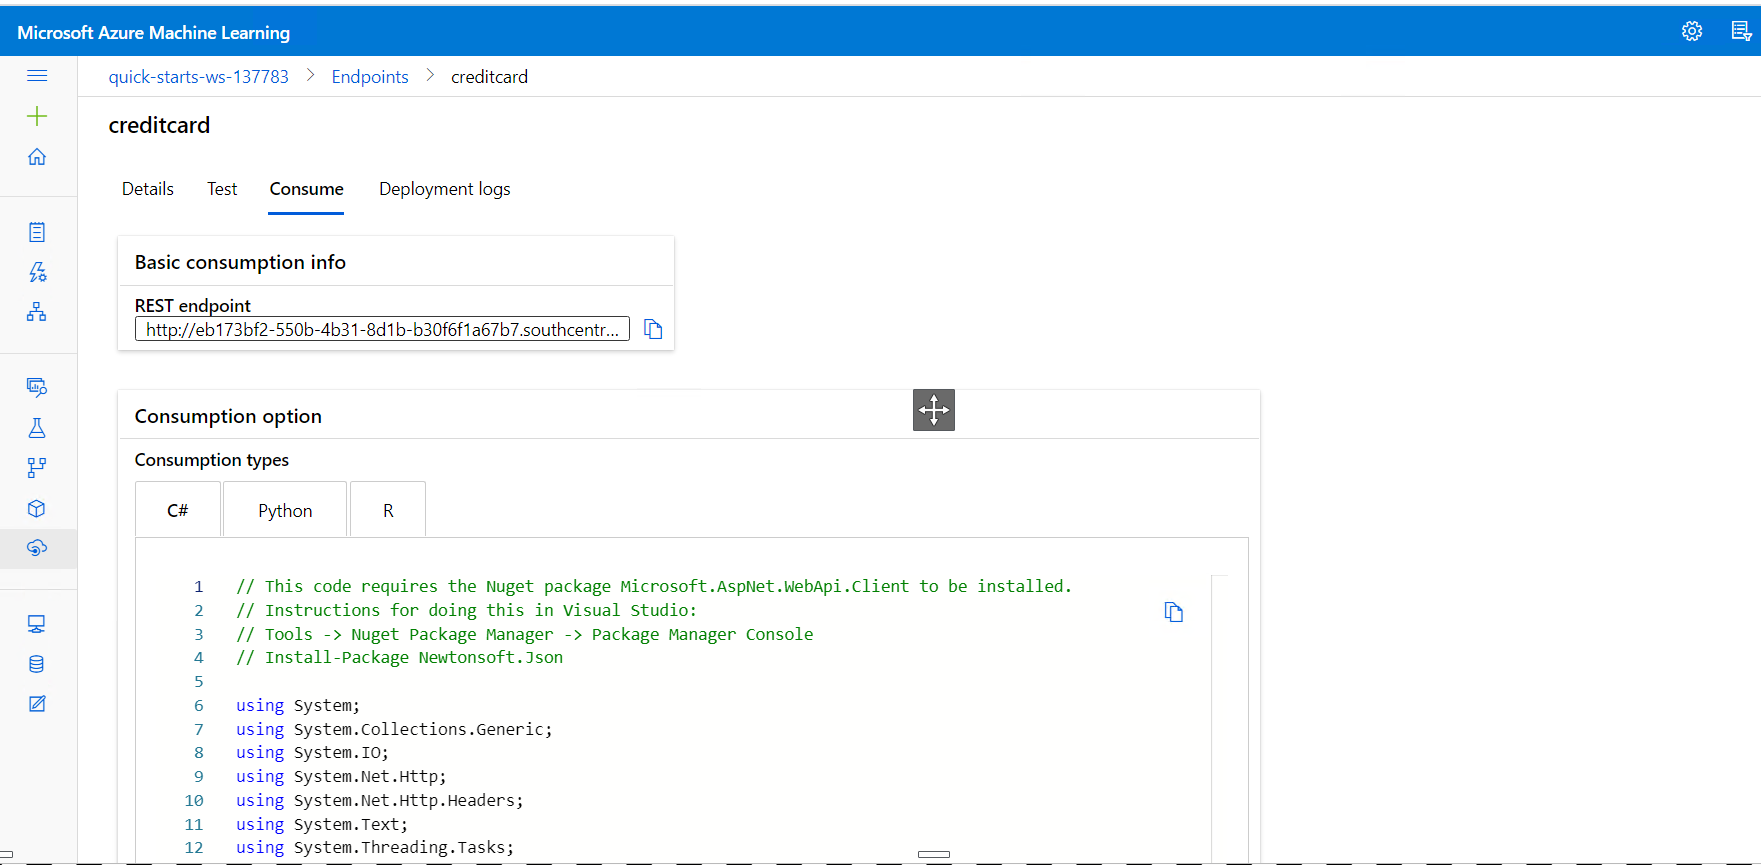 Microsoft Azure Machine Learning
quick-starts-ws-137783 > Endpoints > creditcard
creditcard
Details Test Consume Deployment logs
Basic consumption info
REST endpoint
http://eb173bf2-550b-4b31-8d1b-b30f6f1a67b7.southcentr...
Consumption option
Consumption types
C# Python R
1 // This code requires the Nuget package Microsoft.AspNet.WebApi.Client to be installed.
2 // Instructions for doing this in Visual Studio:
3 // Tools -> Nuget Package Manager -> Package Manager Console
4 // Install-Package Newtonsoft.Json
5
6 using System;
7 using System.Collections.Generic;
8 using System.IO;
9 using System.Net.Http;
10 using System.Net.Http.Headers;
11 using System.Text;
12 using System.Threading.Tasks;